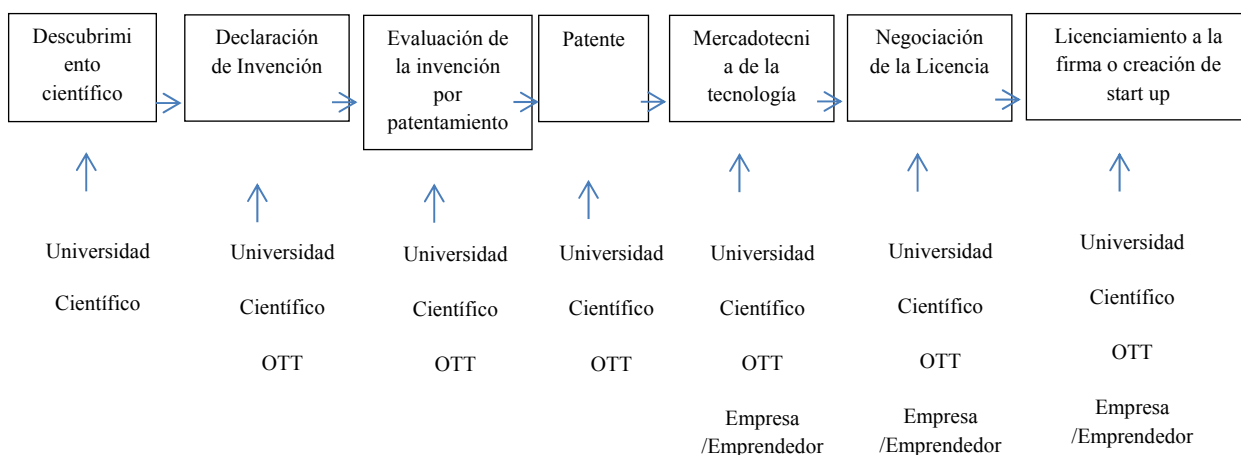 Descubrimi
ento
científico
Declaración
de Invención
Evaluación de
la invención
por
patentamiento
Patente
Mercadotecni
a de la
tecnología
Negociación
de la Licencia
Licenciamiento a la
firma o creación de
start up
Universidad
Científico
Universidad
Científico
OTT
Universidad
Científico
OTT
Universidad
Científico
OTT
Universidad
Científico
OTT
Empresa
/Emprendedor
Universidad
Científico
OTT
Empresa
/Emprendedor
Universidad
Científico
OTT
Empresa
/Emprendedor